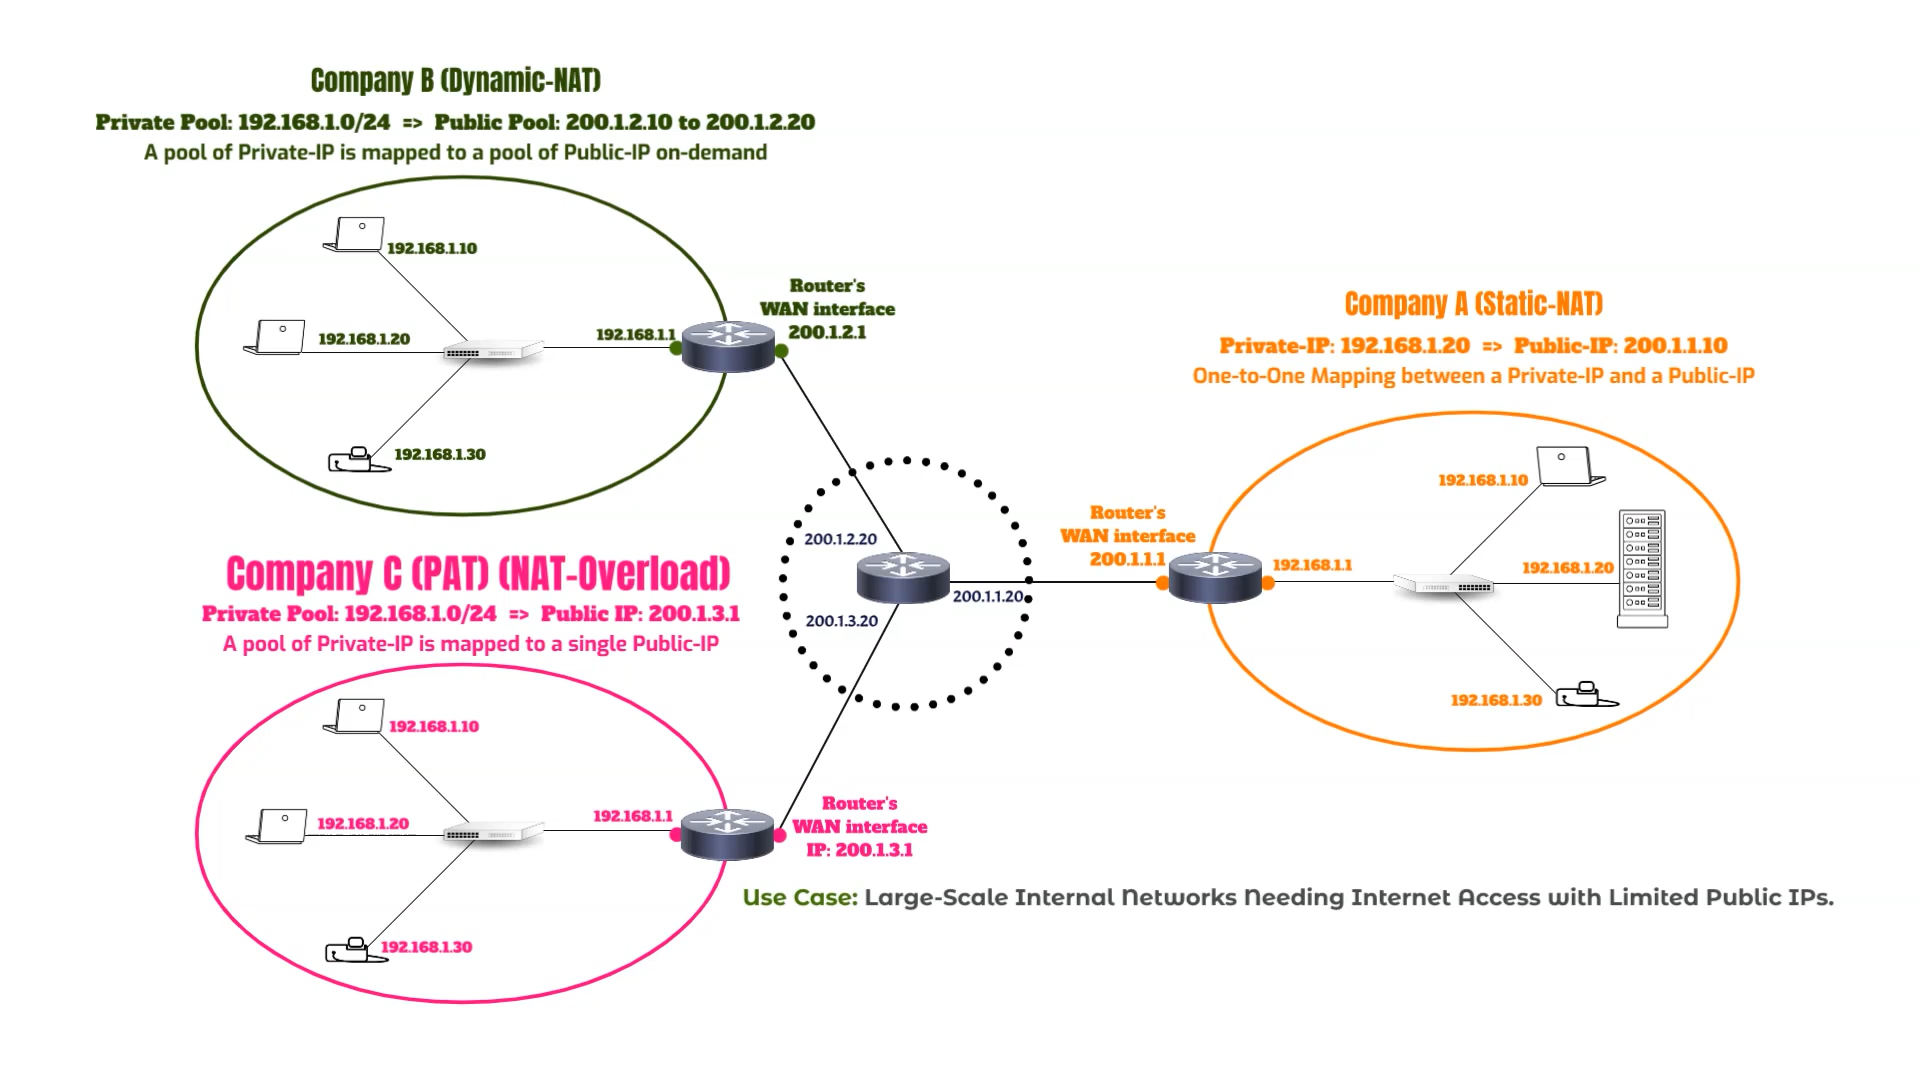 Company B (Dynamic-NAT)
Private Pool: 192.168.1.0/24 => Public Pool: 200.1.2.10 to 200.1.2.20
A pool of Private-IP is mapped to a pool of Public-IP on-demand
192.168.1.10
192.168.1.20
192.168.1.30
192.168.1.1
Router's
WAN interface
200.1.2.1
Company A (Static-NAT)
Private-IP: 192.168.1.20 => Public-IP: 200.1.1.10
One-to-One Mapping between a Private-IP and a Public-IP
Router's
WAN interface
200.1.1.1
192.168.1.1
192.168.1.10
192.168.1.20
192.168.1.30
200.1.2.20
200.1.1.20
200.1.3.20
Company C (PAT) (NAT-Overload)
Private Pool: 192.168.1.0/24 => Public IP: 200.1.3.1
A pool of Private-IP is mapped to a single Public-IP
192.168.1.10
192.168.1.20
192.168.1.30
192.168.1.1
Router's
WAN interface
IP: 200.1.3.1
Use Case: Large-Scale Internal Networks Needing Internet Access with Limited Public IPs.